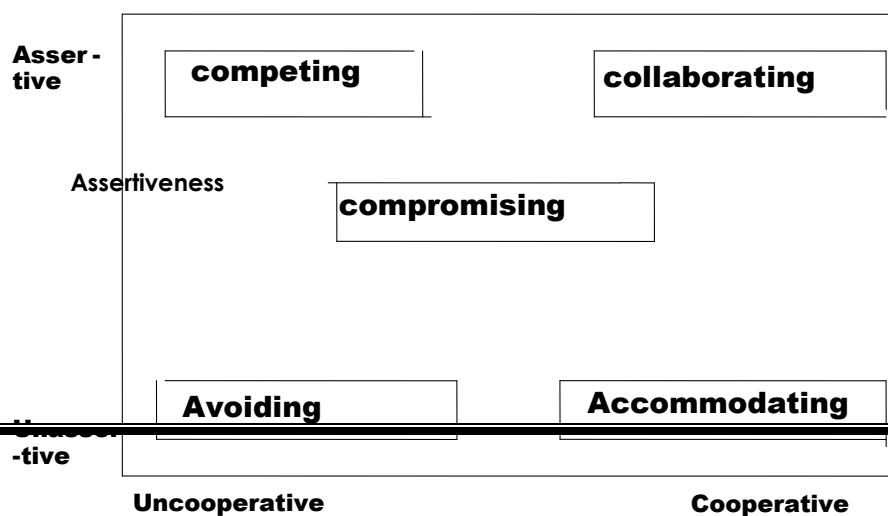 Asser -
tive
competing
collaborating
Assertiveness
compromising
Avoiding
Accommodating
-tive
Uncooperative
Cooperative